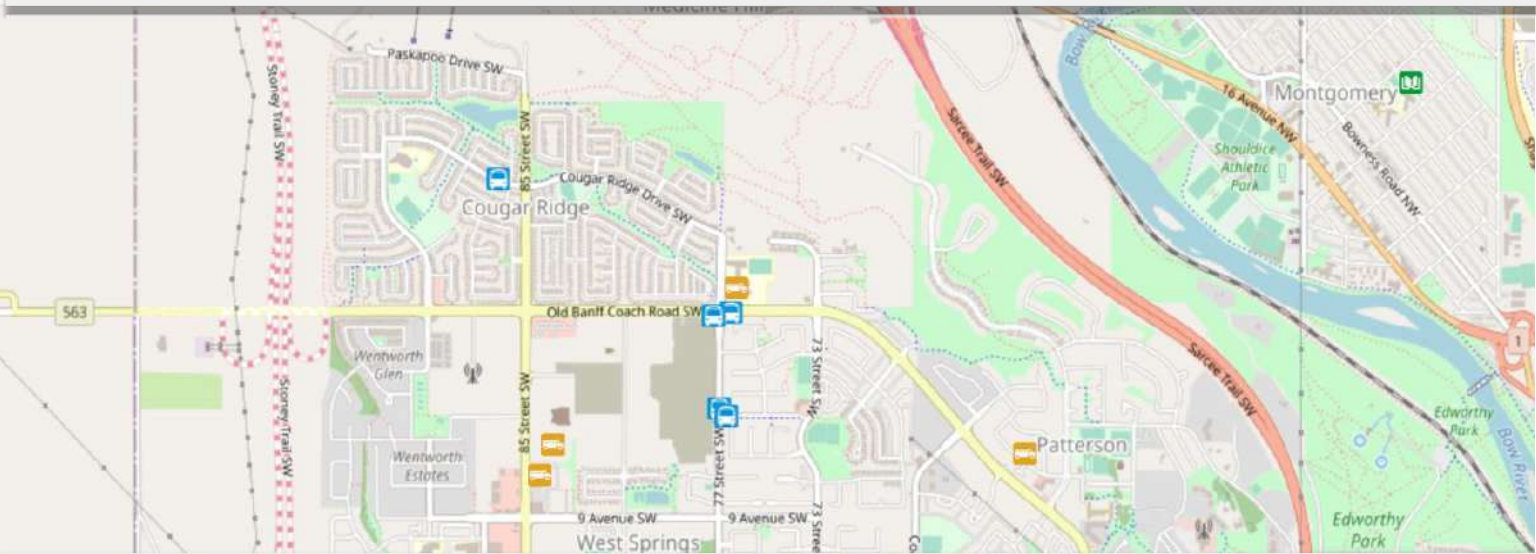 Medicine Hill
Paskapoo Drive SW
Stoney Trail SW
85 Street SW
Cougar Ridge Drive SW
Cougar Ridge
Sarcee Trail SW
16 Avenue NW
Montgomery
Bowness Road NW
Shouldice
Athletic
Park
563
Old Banff Coach Road SW
1
Wentworth
Glen
Stoney Trail SW
85 Street SW
73 Street SW
Sarcee Trail SW
Wentworth
Estates
77 Street SW
Patterson
Edworthy
Park
Bow River
9 Avenue SW
9 Avenue SW
73 Stree
Co
West Springs
Edworthy
Park